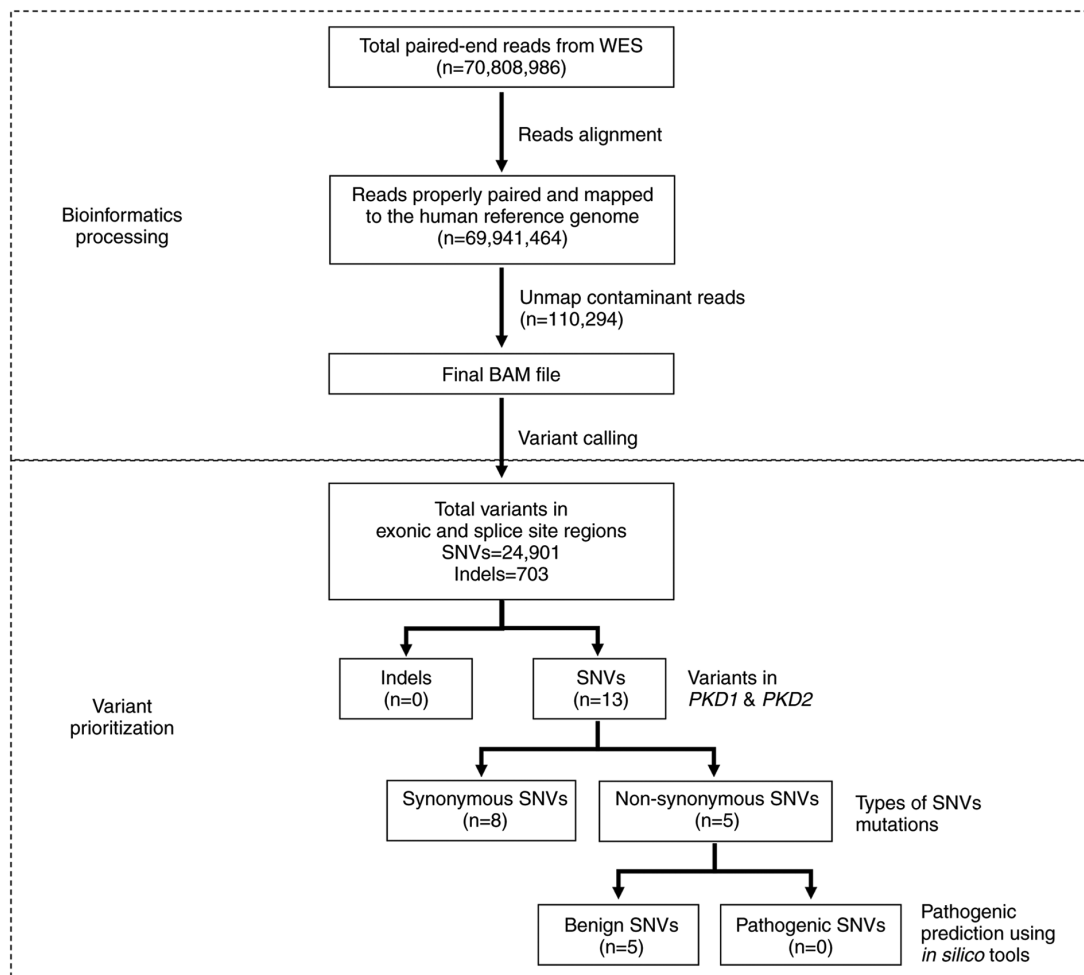 Total paired-end reads from WES
(n=70,808,986)
Reads alignment
Reads properly paired and mapped
to the human reference genome
(n=69,941,464)
Bioinformatics
processing
Unmap contaminant reads
(n=110,294)
Final BAM file
Variant calling
Total variants in
exonic and splice site regions
SNVs=24,901
Indels=703
Indels
(n=0)
SNVs
(n=13)
Variants in
PKD1 & PKD2
Variant
prioritization
Synonymous SNVs
(n=8)
Non-synonymous SNVs
(n=5)
Types of SNVs
mutations
Benign SNVs
(n=5)
Pathogenic SNVs
(n=0)
Pathogenic
prediction using
in silico tools